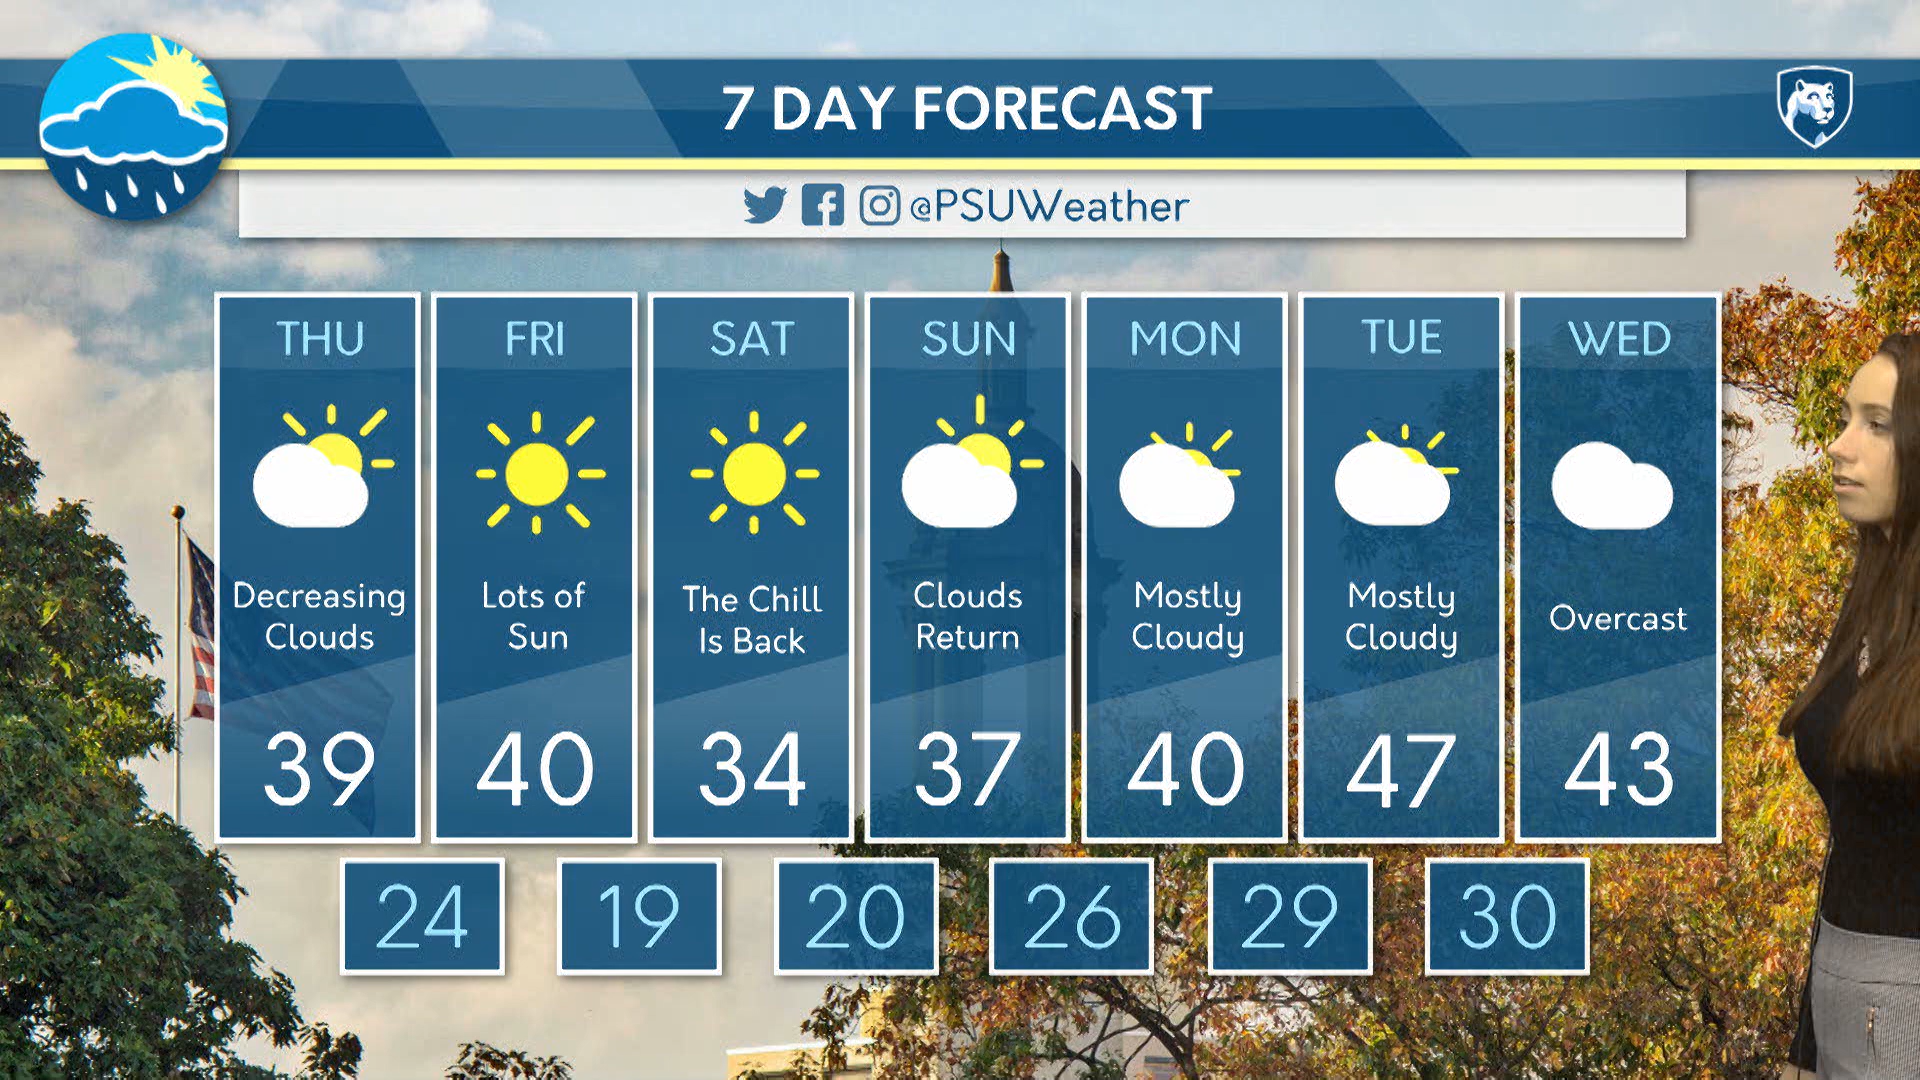 7 DAY FORECAST
@PSUWeather
THU
Decreasing
Clouds
39
FRI
Lots of
Sun
40
SAT
The Chill
Is Back
34
SUN
Clouds
Return
37
MON
Mostly
Cloudy
40
TUE
Mostly
Cloudy
47
WED
Overcast
43
24
19
20
26
29
30